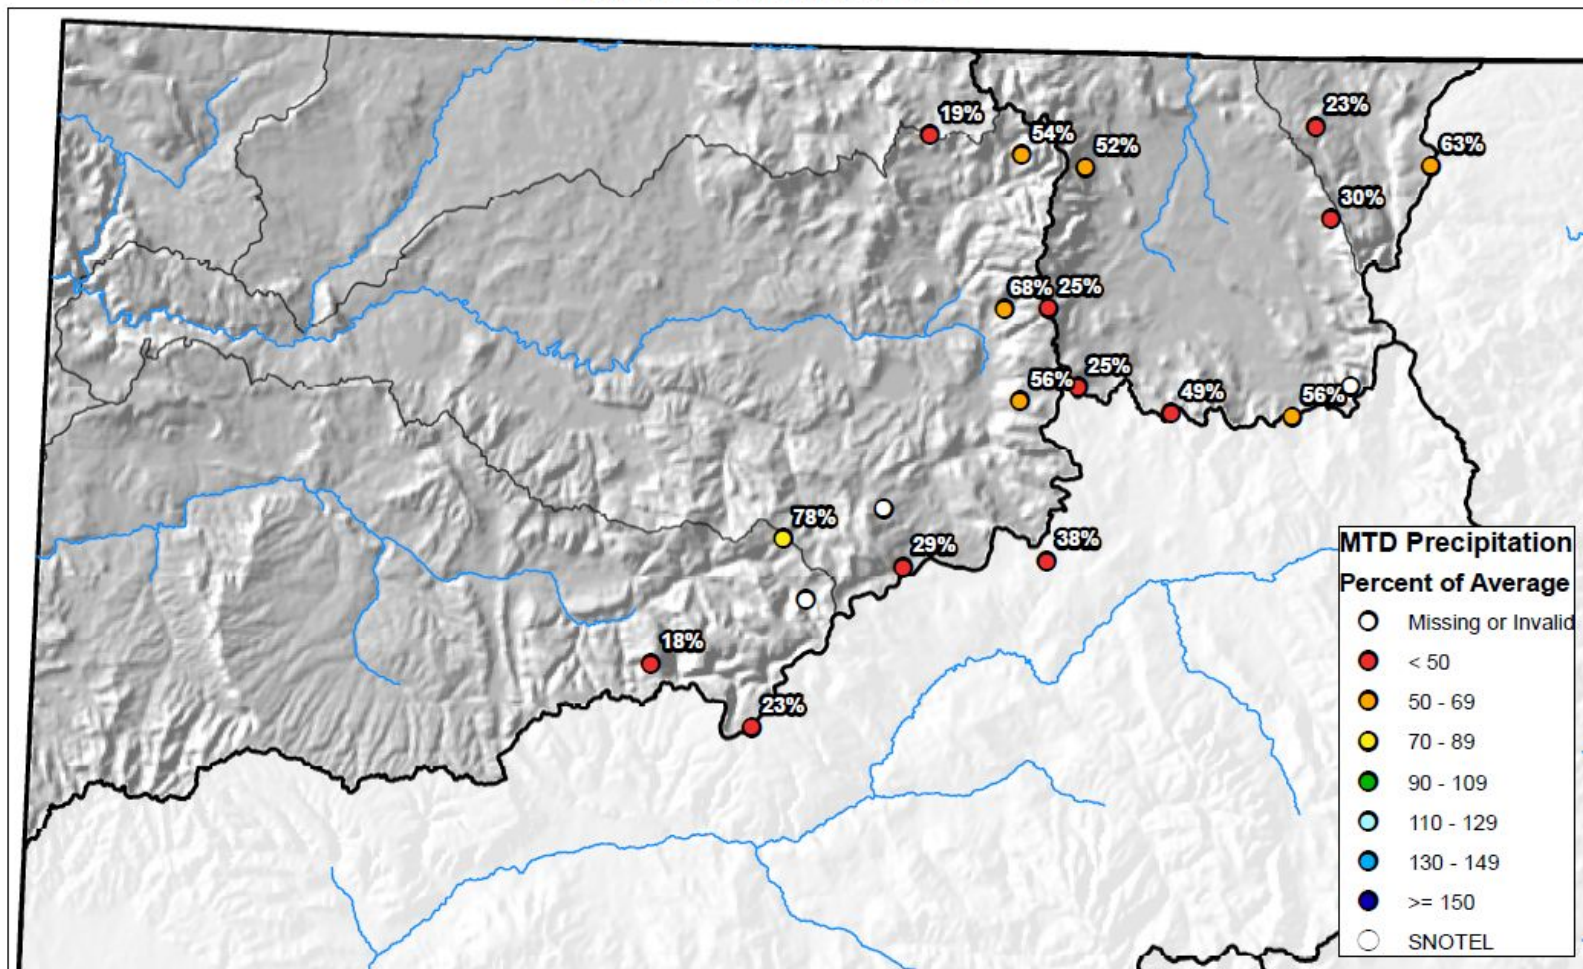 19%
54%
52%
23%
63%
30%
68%
25%
56%
25%
49%
56%
78%
29%
38%
18%
23%
MTD Precipitation
Percent of Average
Missing or Invalid
< 50
50 - 69
70 - 89
90 - 109
110 - 129
130 - 149
>= 150
SNOTEL